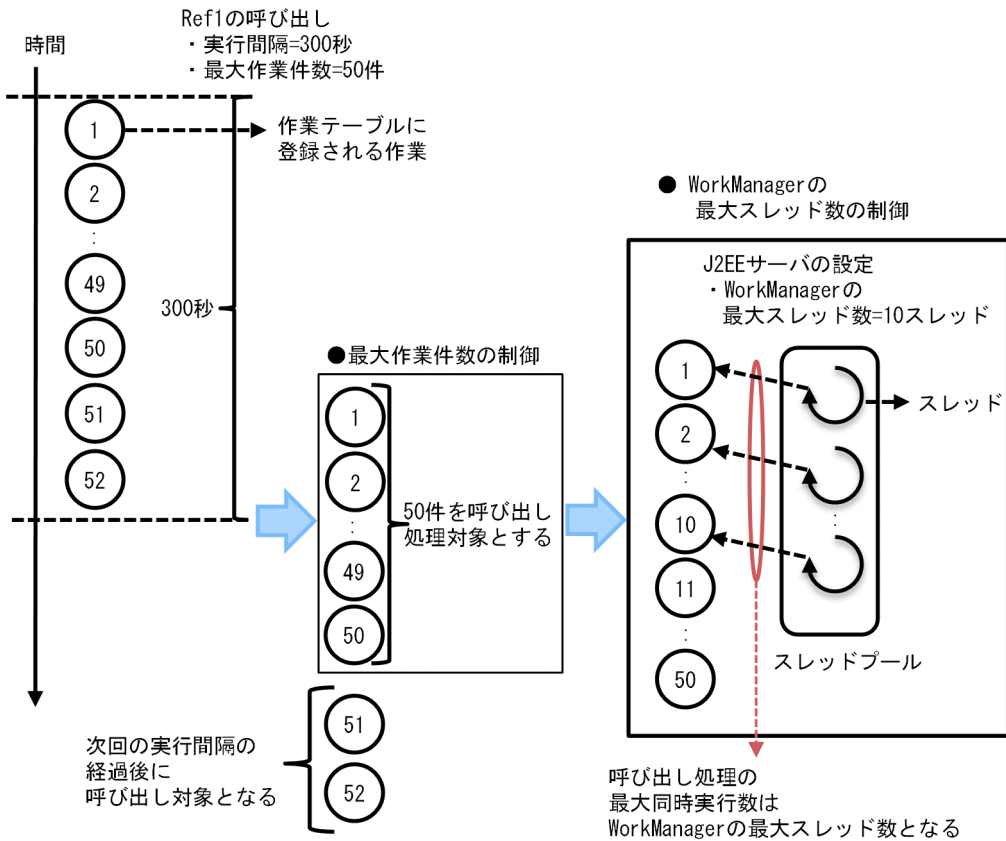 Ref1の呼び出し
・実行間隔=300秒
・最大作業件数=50件
時間
1
作業テーブルに
登録される作業
2
:
49
50
51
52
300秒
●最大作業件数の制御
1
2
:
49
50
50件を呼び出し
処理対象とする
51
52
次回の実行間隔の
経過後に
呼び出し対象となる
● WorkManagerの
最大スレッド数の制御
J2EEサーバの設定
・WorkManagerの
最大スレッド数=10スレッド
1
2
:
10
11
:
50
:
スレッド
スレッドプール
呼び出し処理の
最大同時実行数は
WorkManagerの最大スレッド数となる